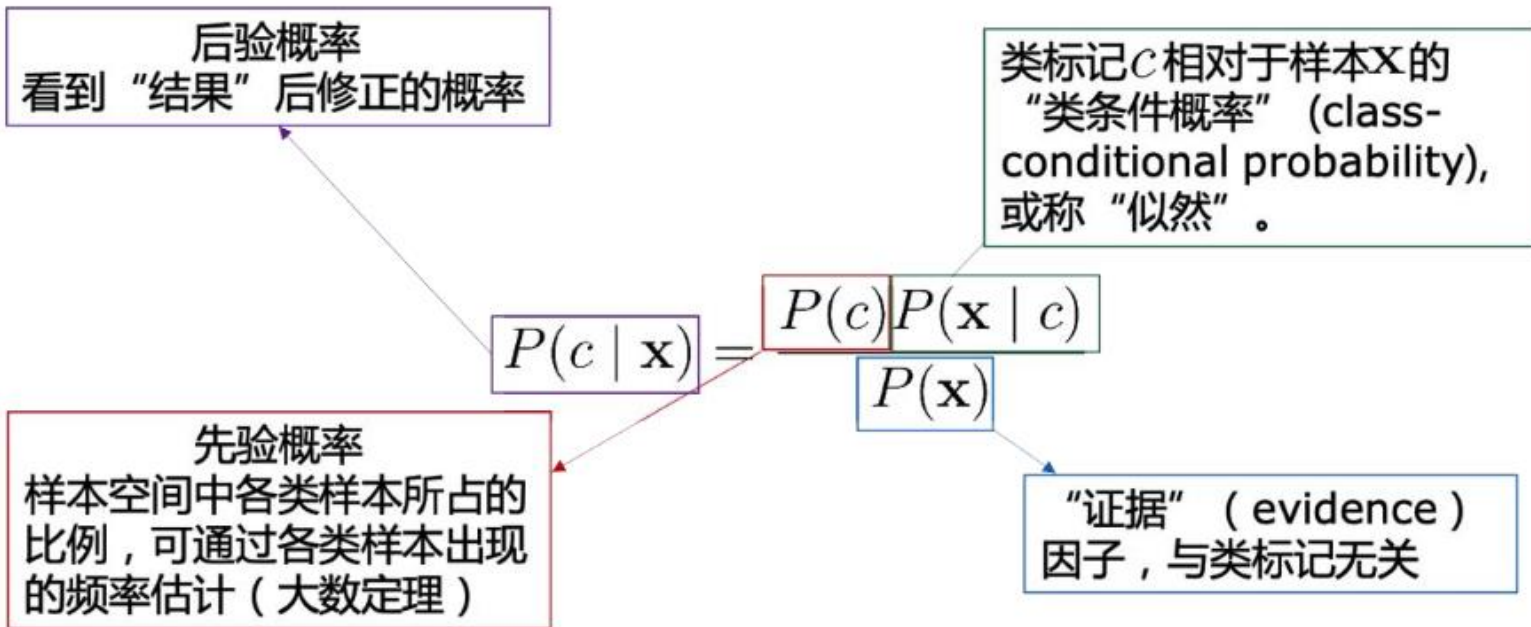 后验概率
看到“结果”后修正的概率
类标记c相对于样本x的
“类条件概率” (class-
conditional probability),
或称“似然”。
P(c | x) = P(c)P(x | c)
P(x)
先验概率
样本空间中各类样本所占的
比例，可通过各类样本出现
的频率估计（大数定理）
“证据”（evidence）
因子，与类标记无关